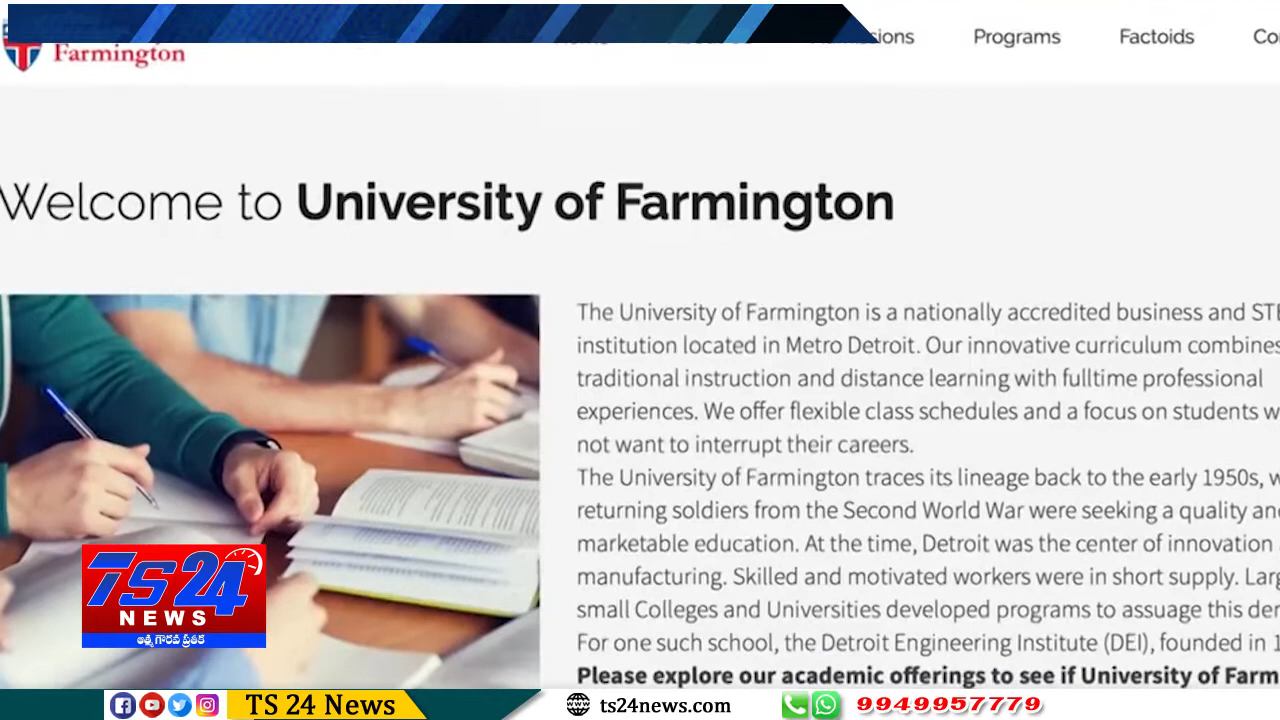 Farmington
Programs
Factoids
Welcome to University of Farmington
The University of Farmington is a nationally accredited business and
institution located in Metro Detroit. Our innovative curriculum combines
traditional instruction and distance learning with fulltime professional
experiences. We offer flexible class schedules and a focus on students
not want to interrupt their careers.
The University of Farmington traces its lineage back to the early 1950s,
returning soldiers from the Second World War were seeking a quality
marketable education. At the time, Detroit was the center of innovation
manufacturing. Skilled and motivated workers were in short supply.
small Colleges and Universities developed programs to assuage this
For one such school, the Detroit Engineering Institute (DEI), founded in
Please explore our academic offerings to see if University of
TS24
NEWS
ఆత్మ గౌరవ ప్రతీక
TS 24 News
ts24news.com
9949957779